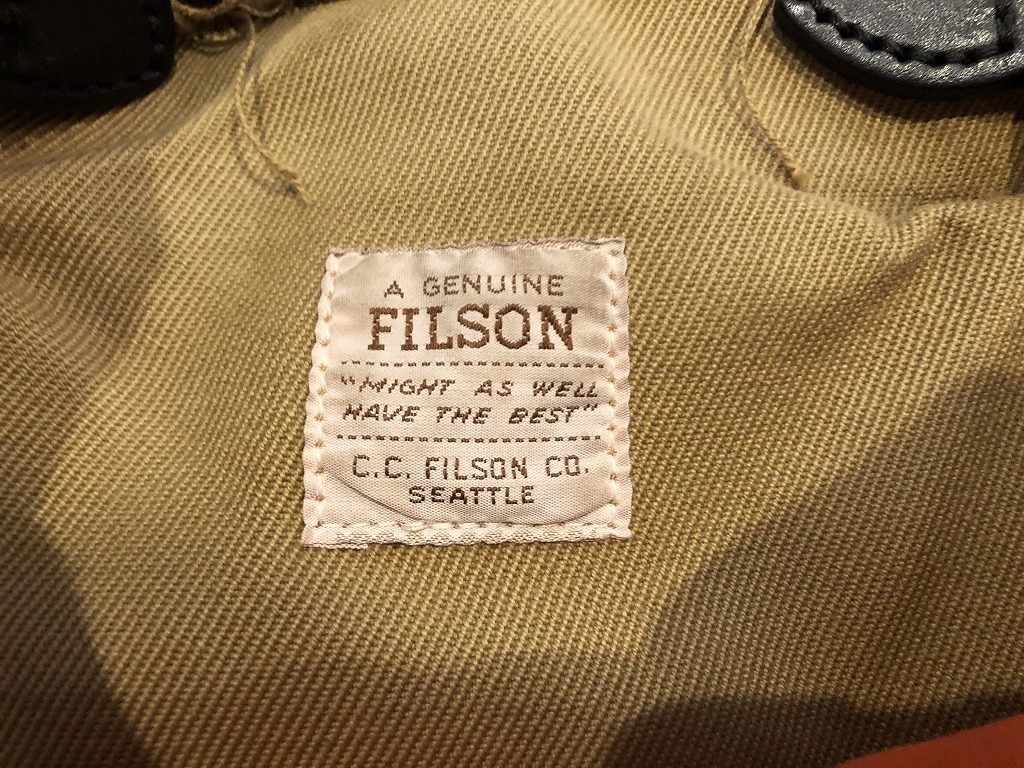 A GENUINE
FILSON
"MIGHT AS WELL
HAVE THE BEST"
C.C. FILSON CO.
SEATTLE